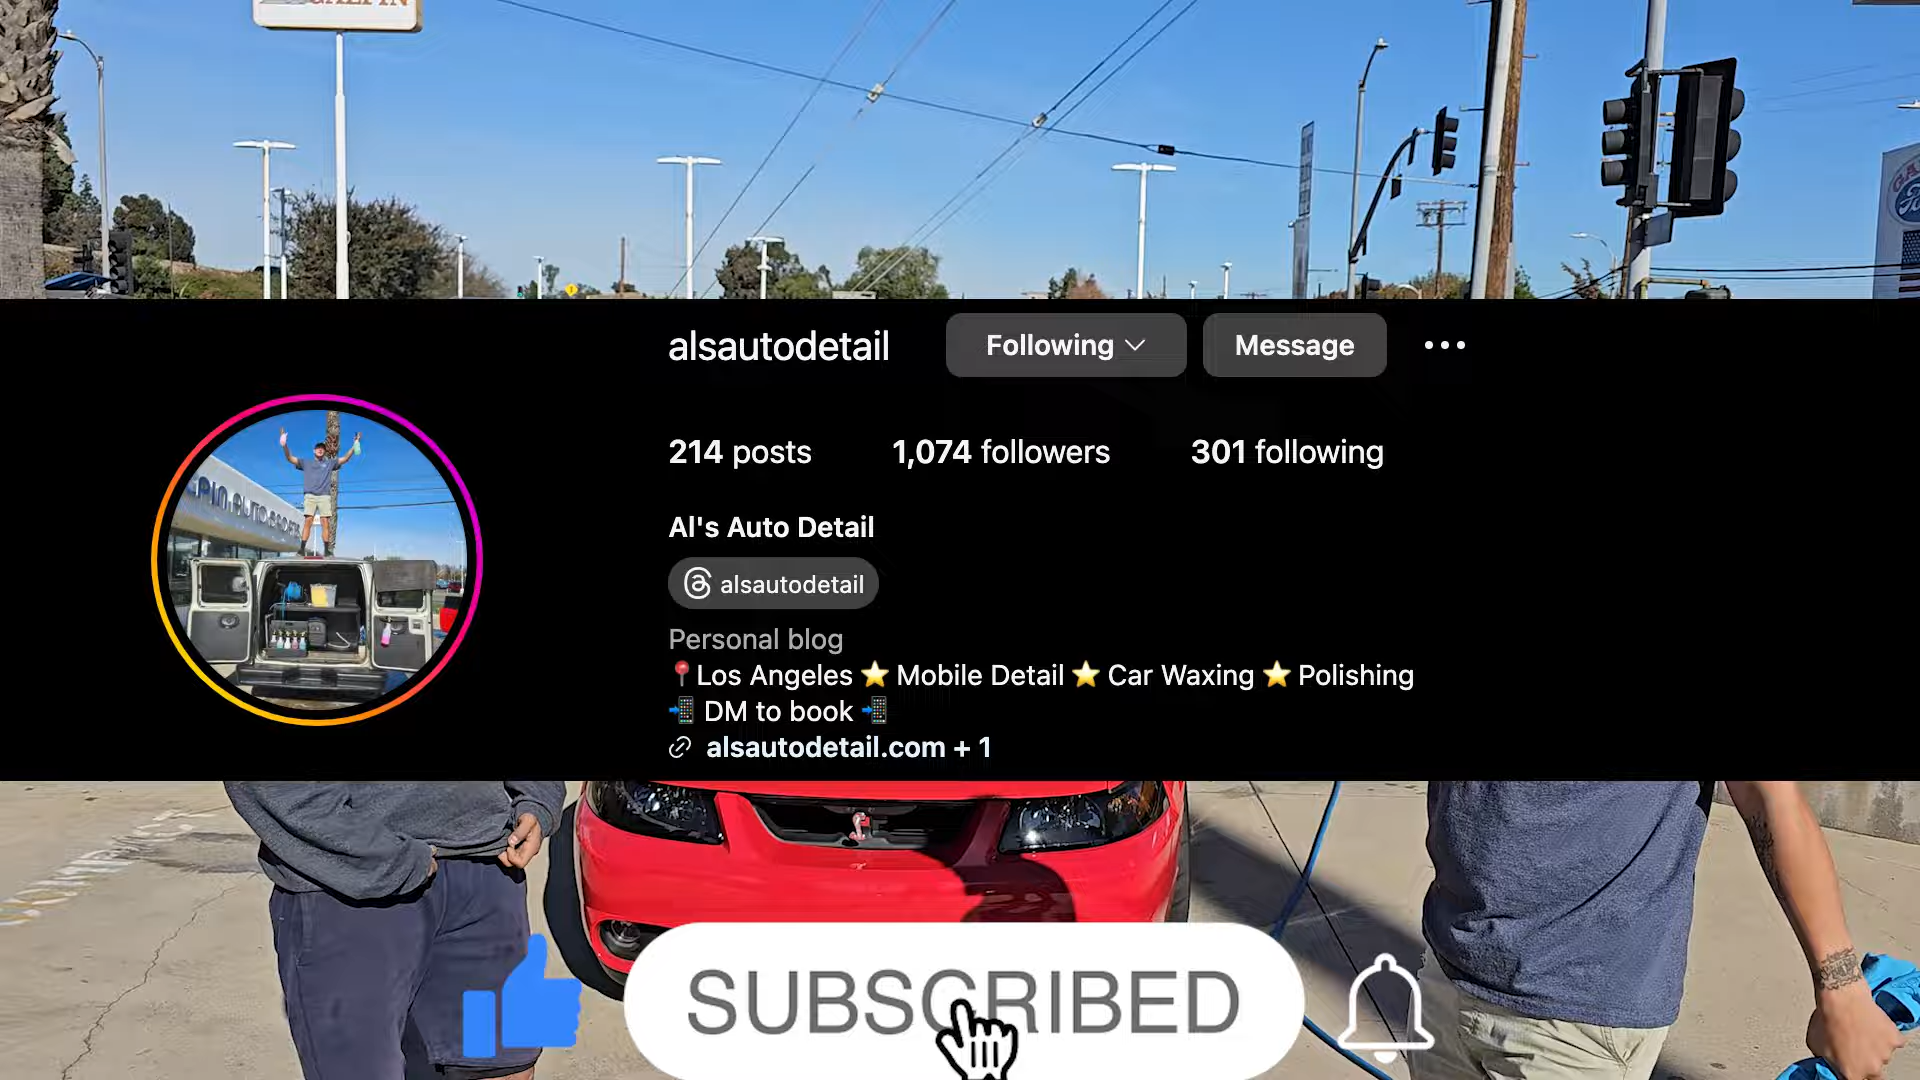 GALPIN
alsautodetail
Following
Message
214 posts
1,074 followers
301 following
Al's Auto Detail
alsautodetail
Personal blog
Los Angeles ⭐ Mobile Detail ⭐ Car Waxing ⭐ Polishing
DM to book
alsautodetail.com + 1
SUBSCRIBED